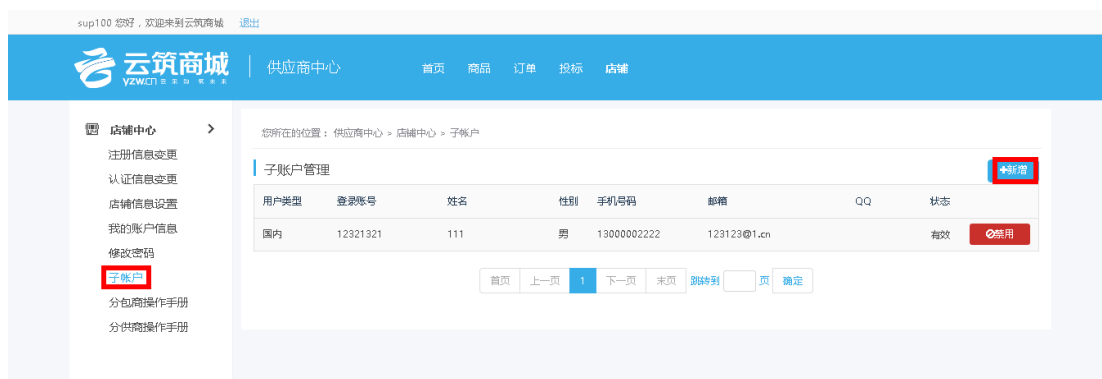 sup100 您好，欢迎来到云筑商城 退出
云筑商城 供应商中心 首页 商品 订单 投标 店铺
YZW.CN
店铺中心
您所在的位置： 供应商中心 > 店铺中心 > 子帐户
注册信息变更
子账户管理 +新增
认证信息变更
用户类型 登录账号 姓名 性别 手机号码 邮箱 QQ 状态
店铺信息设置
我的账户信息
国内 12321321 111 男 13000002222 123123@1.cn 有效 禁用
修改密码
子帐户
首页 上一页 1 下一页 末页 跳转到 页 确定
分包商操作手册
分供商操作手册